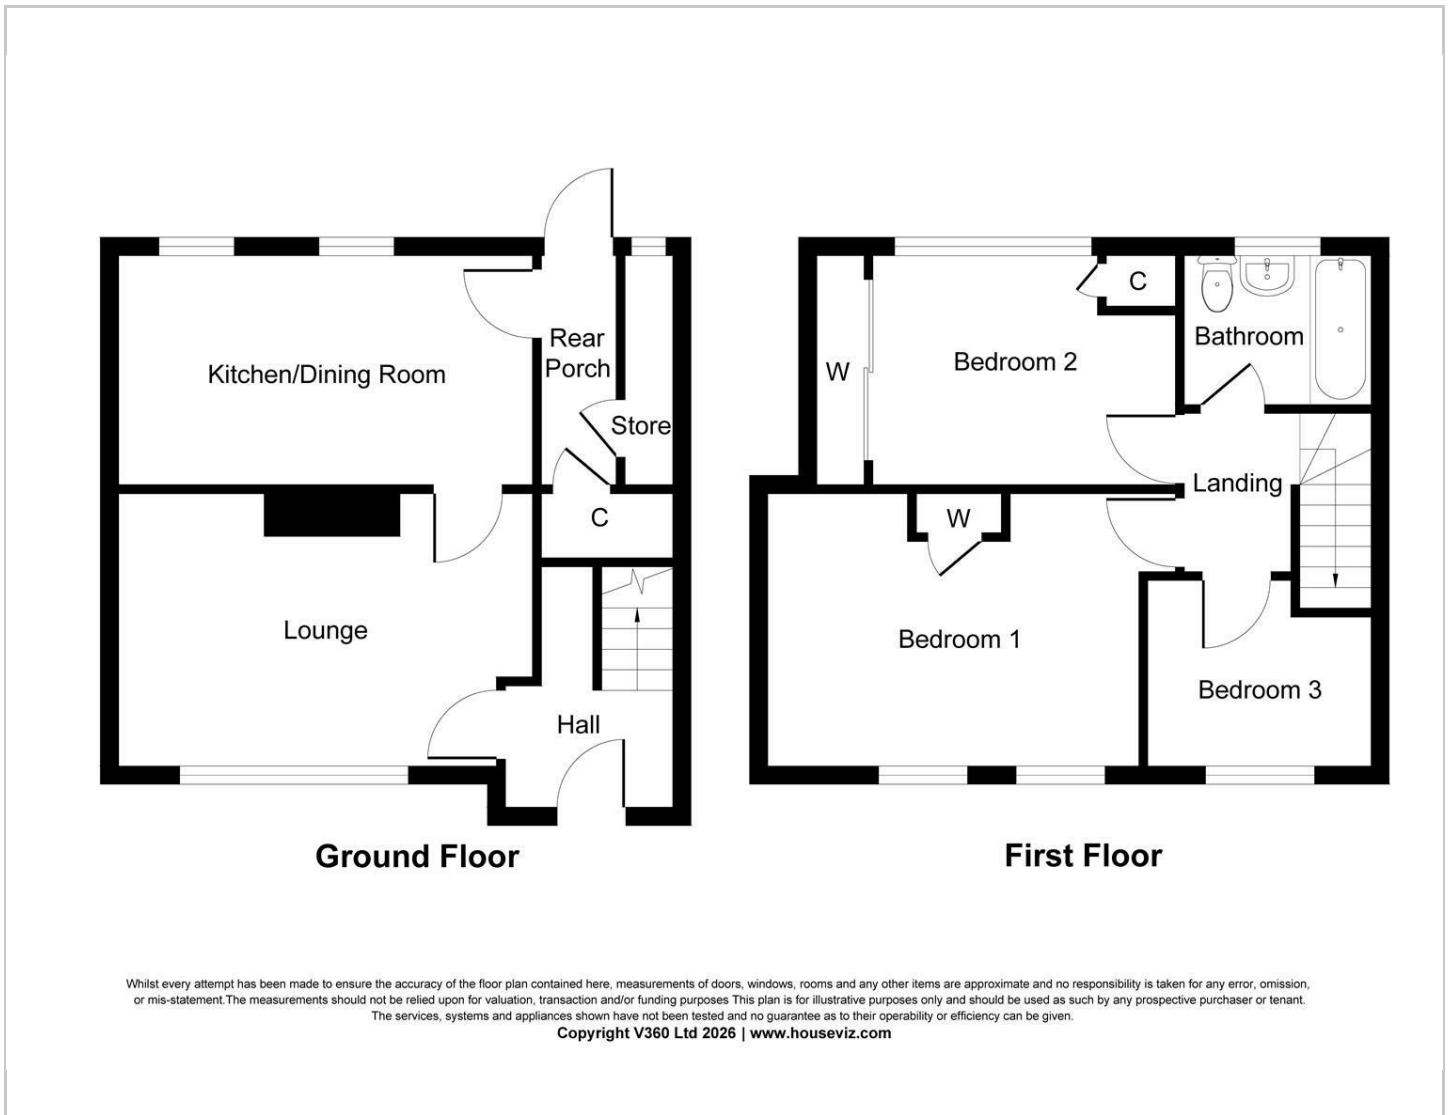 Kitchen/Dining Room
Rear
Porch
Store
C
Lounge
Hall
Ground Floor
W
Bedroom 2
C
Bathroom
Landing
W
Bedroom 1
Bedroom 3
First Floor
Whilst every attempt has been made to ensure the accuracy of the floor plan contained here, measurements of doors, windows, rooms and any other items are approximate and no responsibility is taken for any error, omission,
or mis-statement.The measurements should not be relied upon for valuation, transaction and/or funding purposes This plan is for illustrative purposes only and should be used as such by any prospective purchaser or tenant.
The services, systems and appliances shown have not been tested and no guarantee as to their operability or efficiency can be given.
Copyright V360 Ltd 2026 | www.houseviz.com